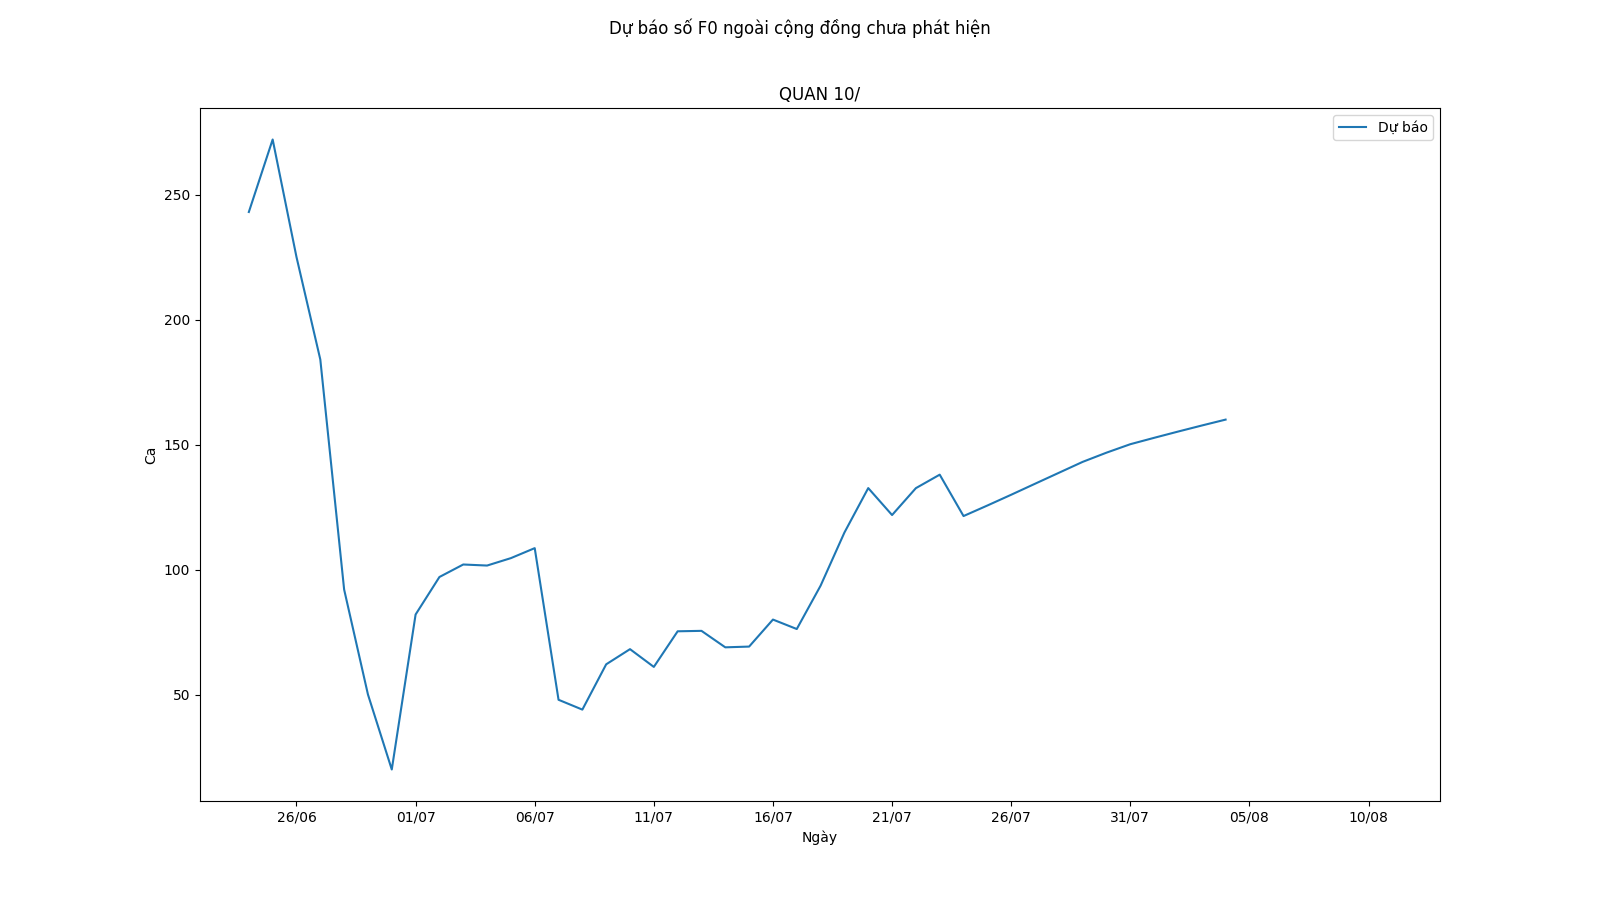 Dự báo số F0 ngoài cộng đồng chưa phát hiện
QUAN 10/
Dự báo
250
200
150
100
50
Ca
26/06 01/07 06/07 11/07 16/07 21/07 26/07 31/07 05/08 10/08
Ngày